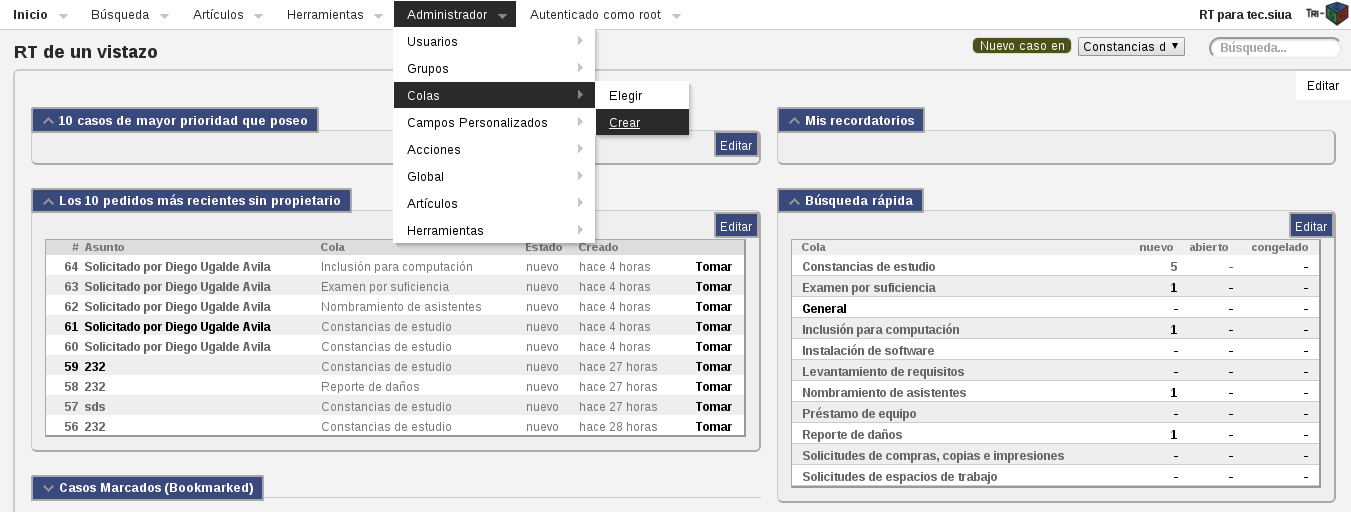 Inicio Búsqueda Artículos Herramientas Administrador Autenticado como root RT para tec.siua TRI-
RT de un vistazo Nuevo caso en Constancias d Búsqueda...
Editar
Usuarios
Grupos
Colas Elegir
Campos Personalizados Crear
Acciones
Global
Artículos
Herramientas
10 casos de mayor prioridad que poseo
Editar
Los 10 pedidos más recientes sin propietario
Editar
# Asunto Cola Estado Creado
64 Solicitado por Diego Ugalde Avila Inclusión para computación nuevo hace 4 horas Tomar
63 Solicitado por Diego Ugalde Avila Examen por suficiencia nuevo hace 4 horas Tomar
62 Solicitado por Diego Ugalde Avila Nombramiento de asistentes nuevo hace 4 horas Tomar
61 Solicitado por Diego Ugalde Avila Constancias de estudio nuevo hace 4 horas Tomar
60 Solicitado por Diego Ugalde Avila Constancias de estudio nuevo hace 4 horas Tomar
59 232 Constancias de estudio nuevo hace 27 horas Tomar
58 232 Reporte de daños nuevo hace 27 horas Tomar
57 sds Constancias de estudio nuevo hace 27 horas Tomar
56 232 Constancias de estudio nuevo hace 28 horas Tomar
Casos Marcados (Bookmarked)
Mis recordatorios
Búsqueda rápida
Editar
Cola nuevo abierto congelado
Constancias de estudio 5 - -
Examen por suficiencia 1 - -
General - - -
Inclusión para computación 1 - -
Instalación de software - - -
Levantamiento de requisitos - - -
Nombramiento de asistentes 1 - -
Préstamo de equipo - - -
Reporte de daños 1 - -
Solicitudes de compras, copias e impresiones - - -
Solicitudes de espacios de trabajo - - -